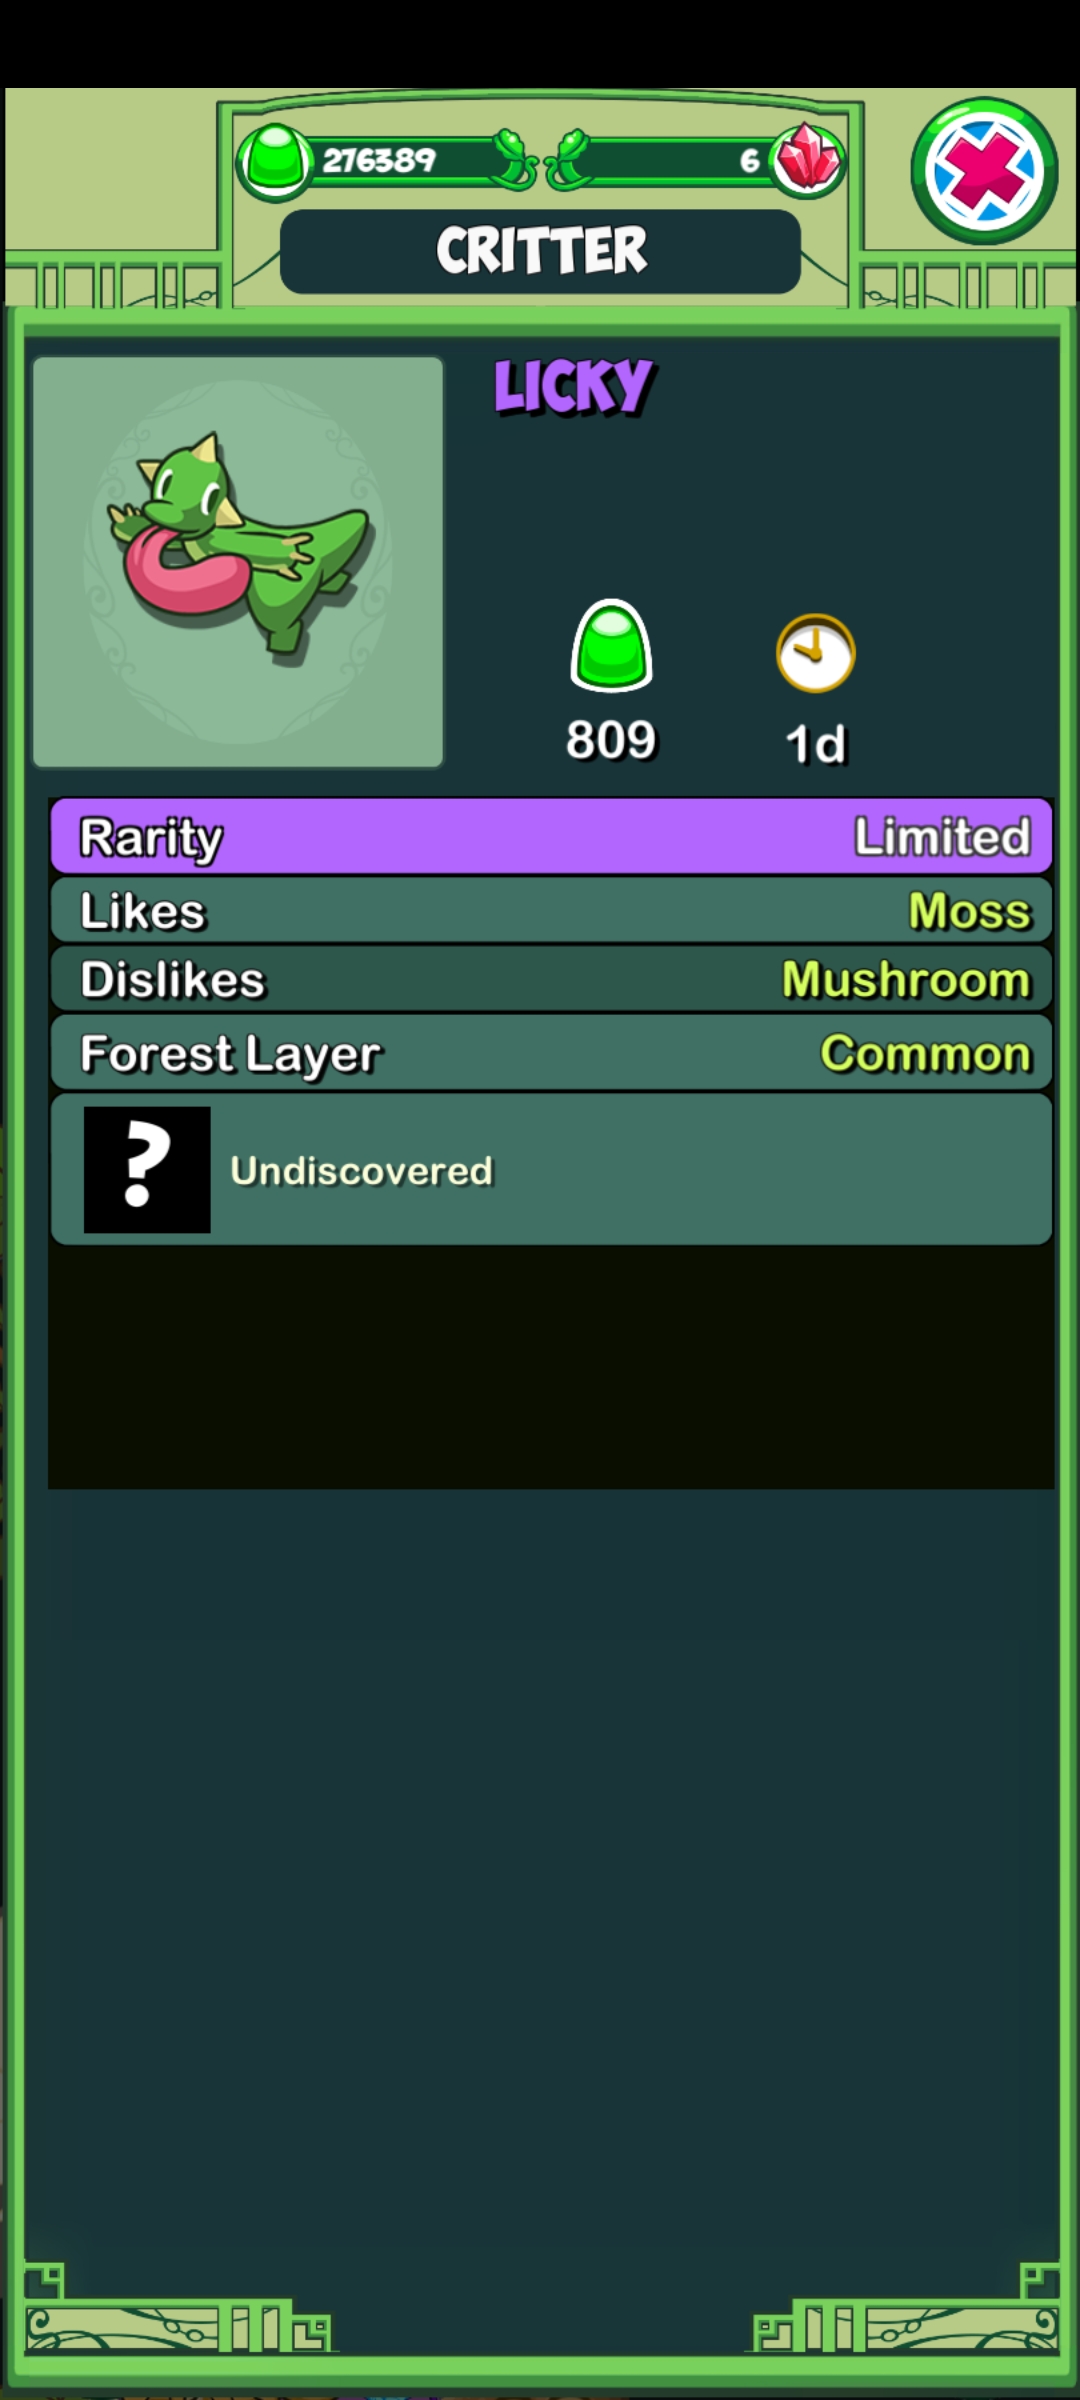 276389
6
CRITTER
LICKY
809
1d
Rarity Limited
Likes Moss
Dislikes Mushroom
Forest Layer Common
? Undiscovered